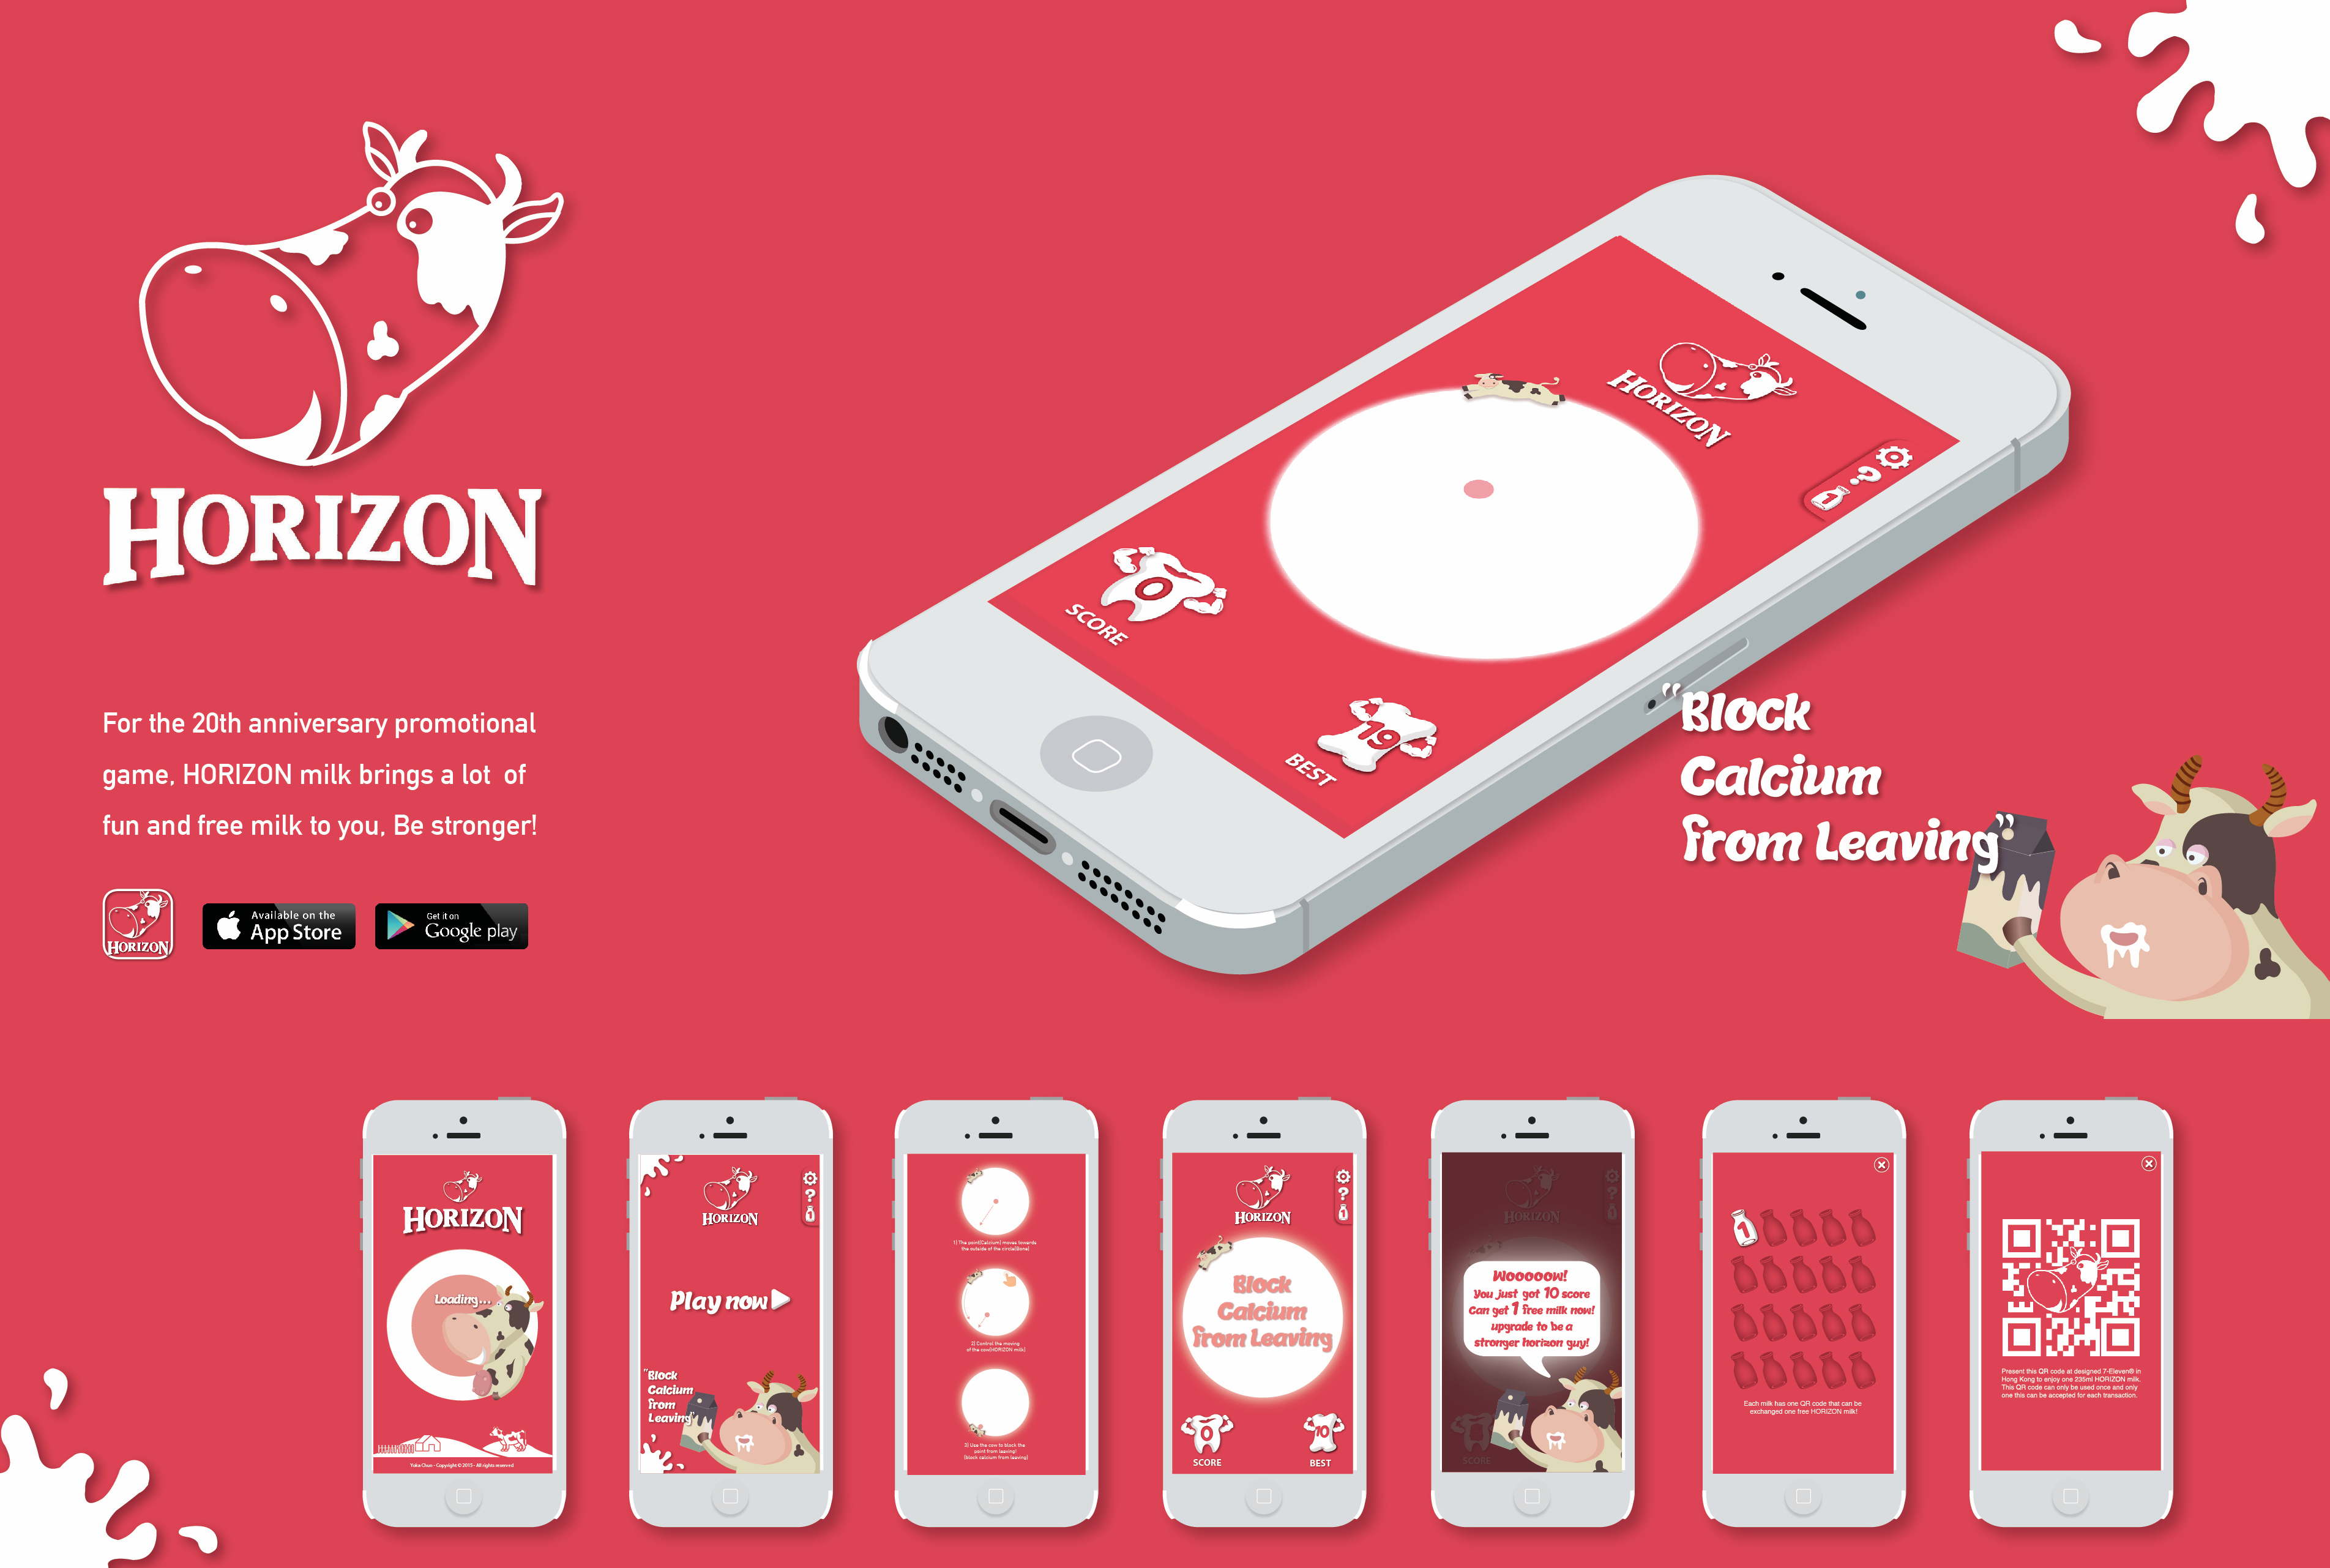 HORIZON
For the 20th anniversary promotional
game, HORIZON milk brings a lot of
fun and free milk to you, Be stronger!
HORIZON
Available on the
App Store
Get it on
Google play
HORIZON
1
?
0
SCORE
19
BEST
"Block
Calcium
from Leaving"
HORIZON
Loading...
Yoko Chun - Copyright © 2015 - All rights reserved
HORIZON
?
1
Play now
"Block
Calcium
from
Leaving"
1) The point(Calcium) moves towards
the outside of the circle(Bone)
2) Control the moving
of the cow(HORIZON milk)
3) Use the cow to block the
point from leaving!
(block calcium from leaving)
HORIZON
?
1
Block
Calcium
from Leaving
0
SCORE
10
BEST
HORIZON
Wooooow!
You just got 10 score
Can get 1 free milk now!
upgrade to be a
stronger horizon guy!
SCORE
1
Each milk has one QR code that can be
exchanged one free HORIZON milk!
Present this QR code at designed 7-Eleven® in
Hong Kong to enjoy one 235ml HORIZON milk.
This QR code can only be used once and only
one this can be accepted for each transaction.